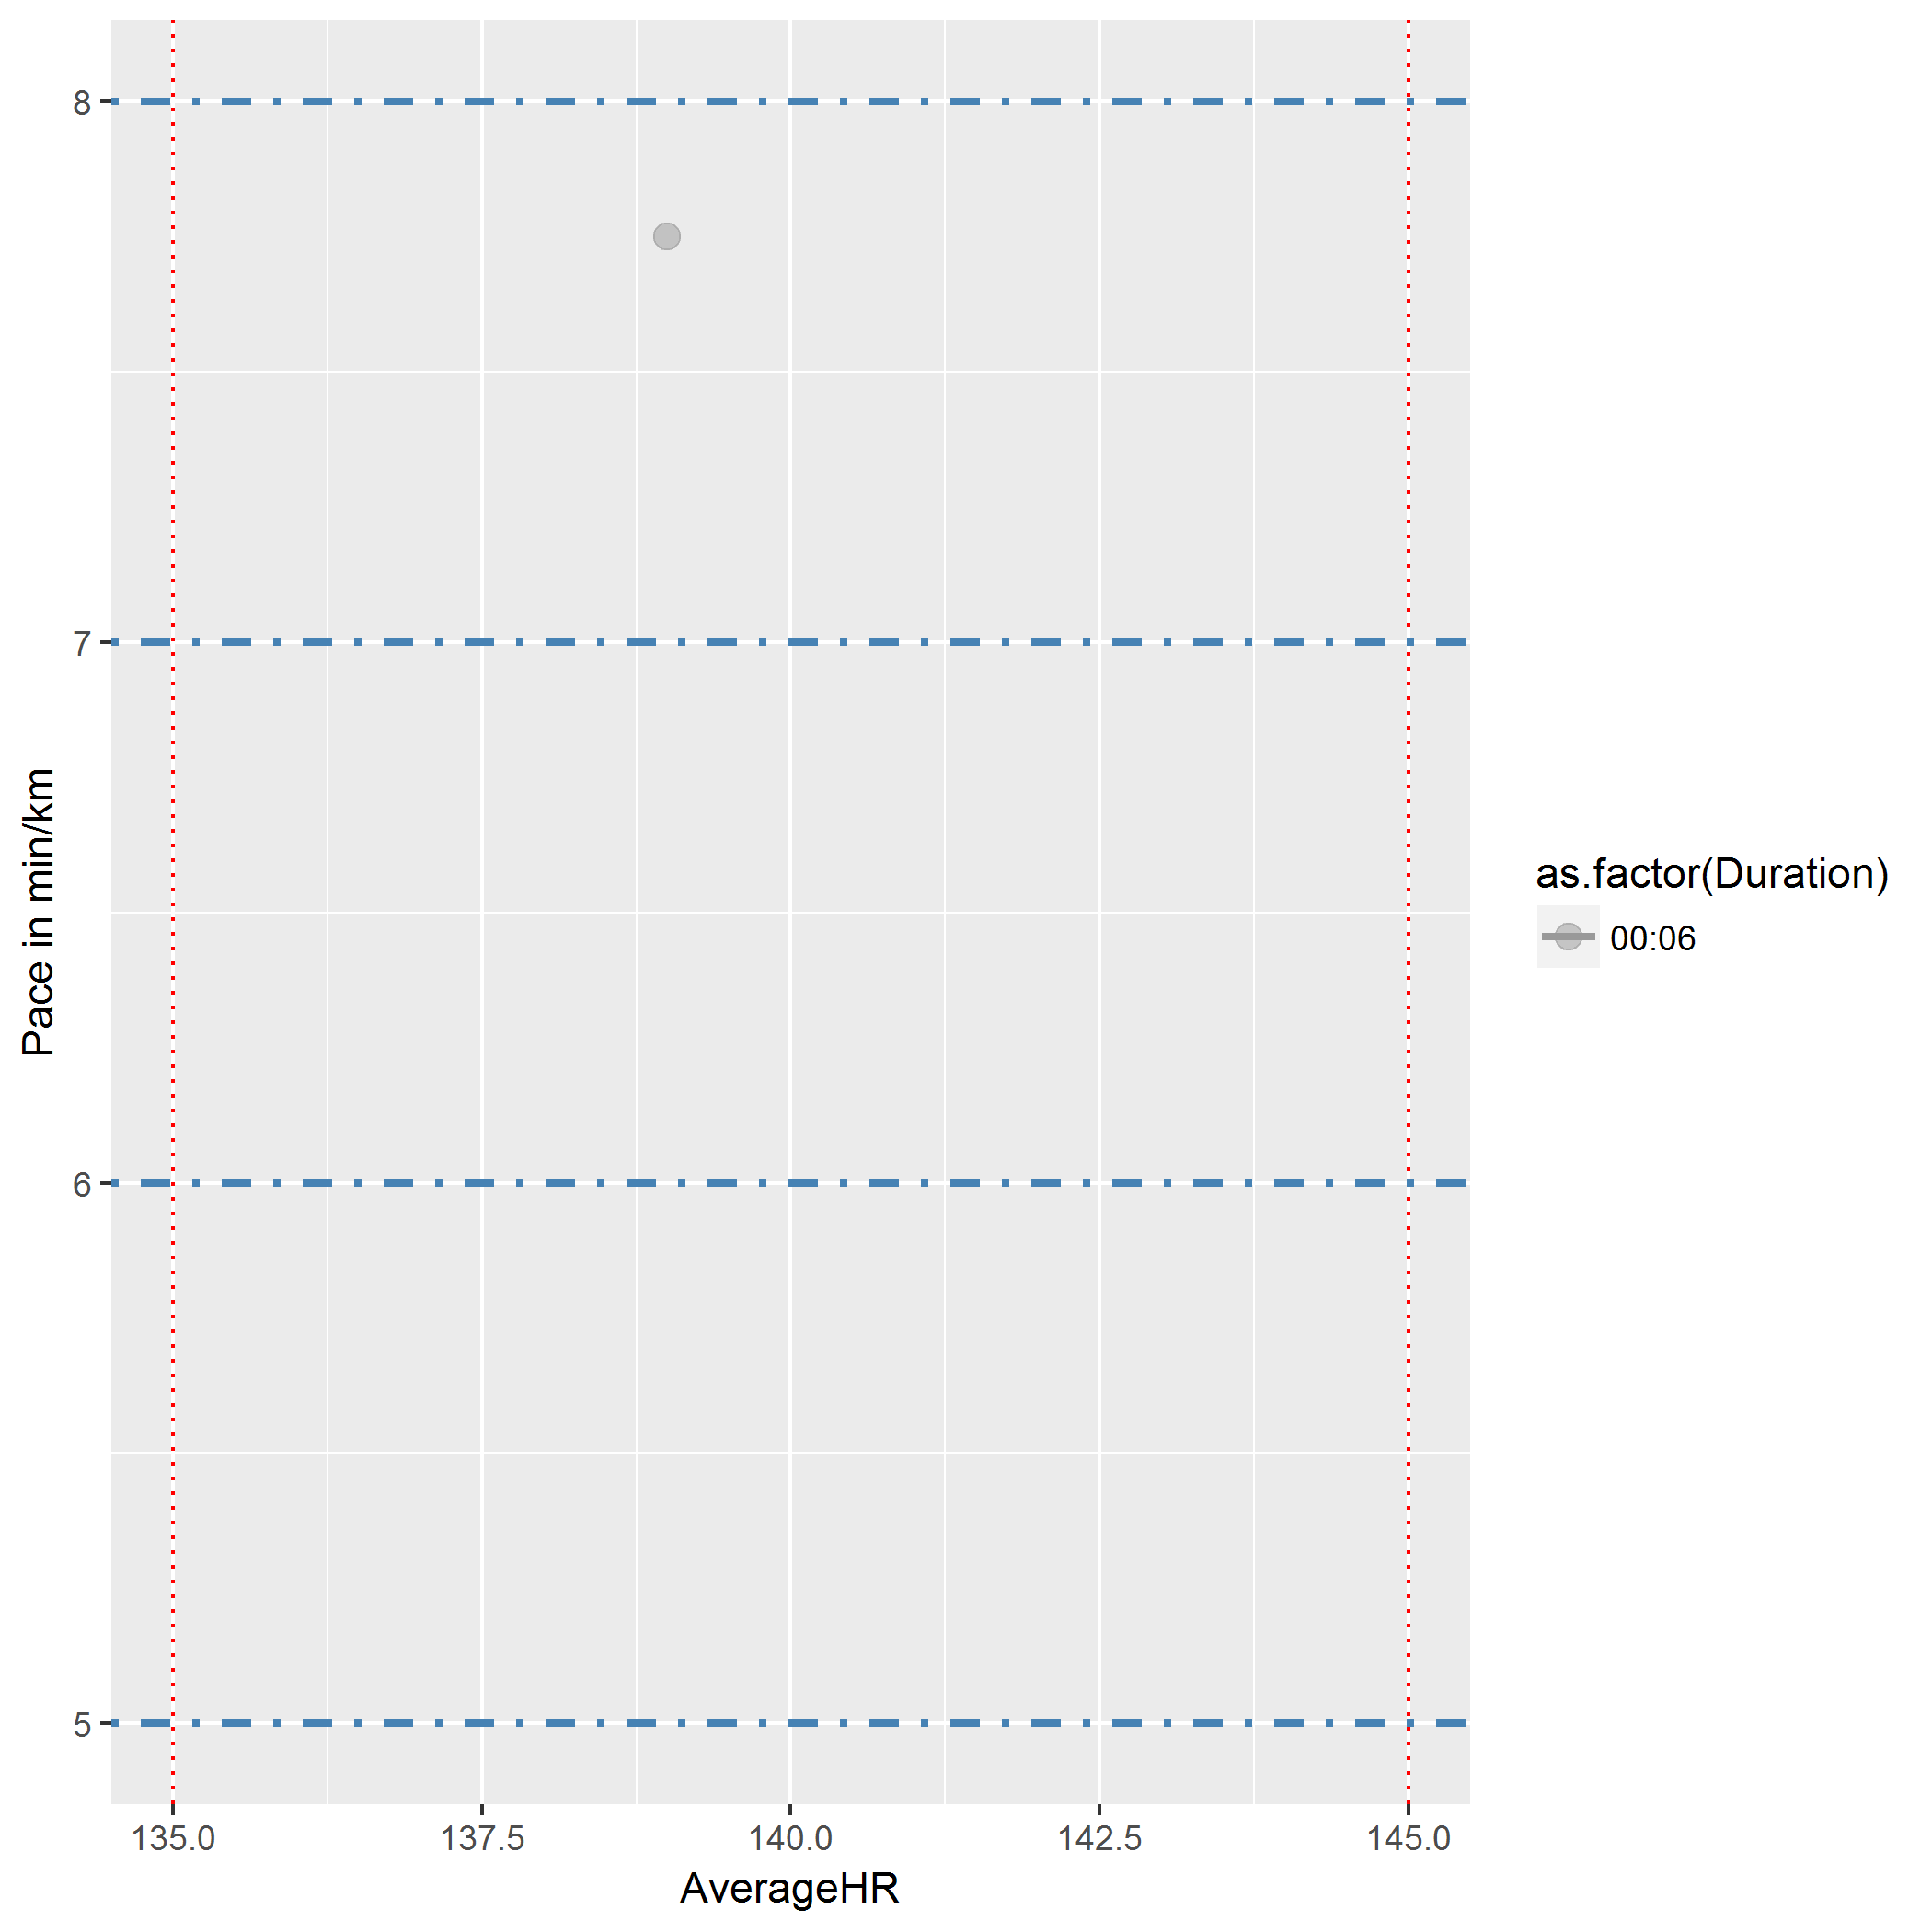 8
7
6
5
Pace in min/km
135.0 137.5 140.0 142.5 145.0
AverageHR
as.factor(Duration)
00:06